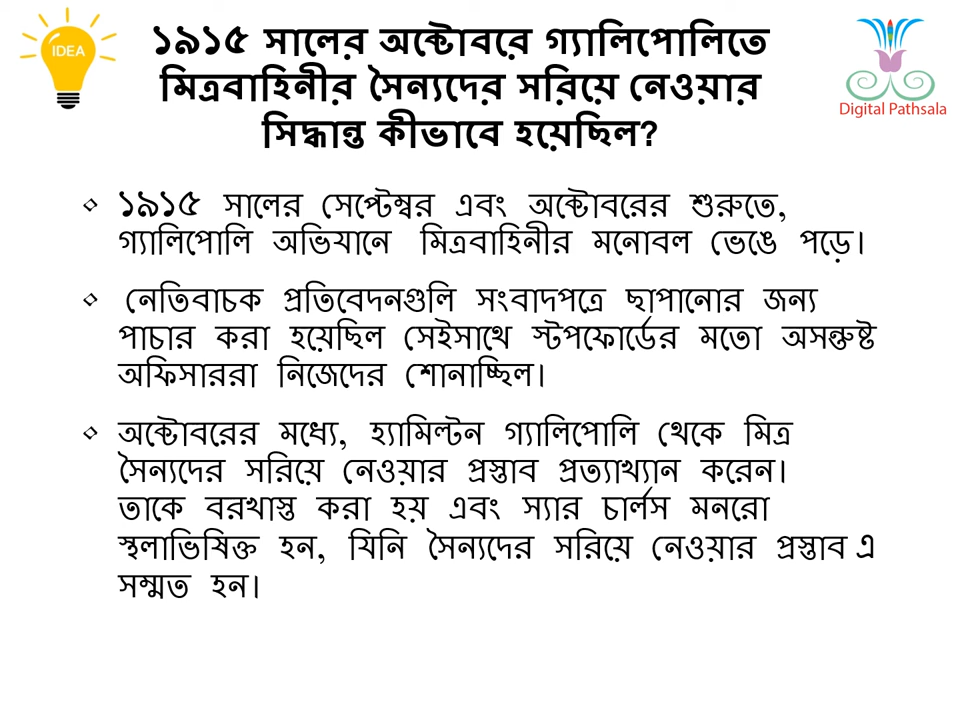 IDEA
১৯১৫ সালের অক্টোবরে গ্যালিপোলিতে
মিত্রবাহিনীর সৈন্যদের সরিয়ে নেওয়ার
সিদ্ধান্ত কীভাবে হয়েছিল?
Digital Pathsala
১৯১৫ সালের সেপ্টেম্বর এবং অক্টোবরের শুরুতে,
গ্যালিপোলি অভিযানে মিত্রবাহিনীর মনোবল ভেঙে পড়ে।
নেতিবাচক প্রতিবেদনগুলি সংবাদপত্রে ছাপানোর জন্য
পাচার করা হয়েছিল সেইসাথে স্টপফোর্ডের মতো অসন্তুষ্ট
অফিসাররা নিজেদের শোনাচ্ছিল।
অক্টোবরের মধ্যে, হ্যামিল্টন গ্যালিপোলি থেকে মিত্র
সৈন্যদের সরিয়ে নেওয়ার প্রস্তাব প্রত্যাখ্যান করেন।
তাকে বরখাস্ত করা হয় এবং স্যার চার্লস মনরো
স্থলাভিষিক্ত হন, যিনি সৈন্যদের সরিয়ে নেওয়ার প্রস্তাব এ
সম্মত হন।